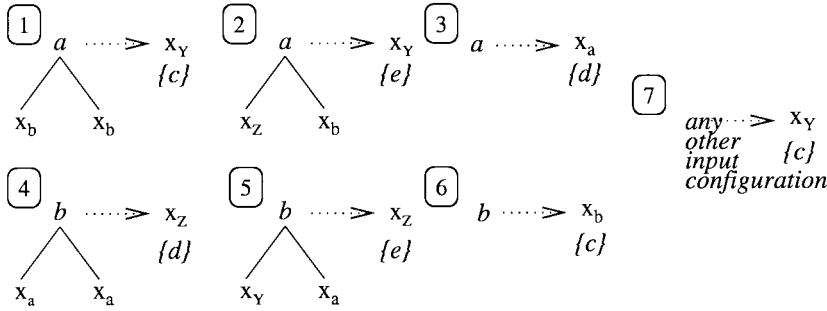 1 a x_Y {c}
x_b x_b
2 a x_Y {e}
x_Z x_b
3 a x_a {d}
4 b x_Z {d}
x_a x_a
5 b x_Z {e}
x_Y x_a
6 b x_b {c}
7
any x_Y
other {c}
input
configuration